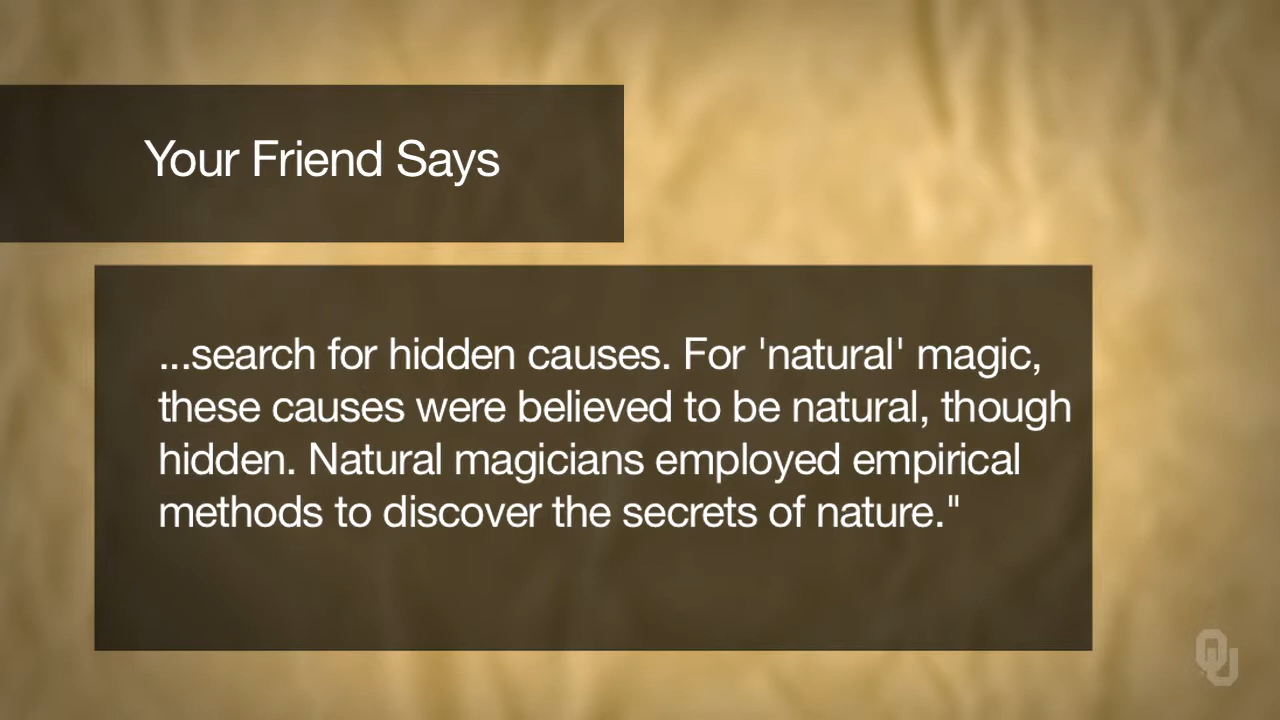 Your Friend Says
...search for hidden causes. For 'natural' magic,
these causes were believed to be natural, though
hidden. Natural magicians employed empirical
methods to discover the secrets of nature."
OU